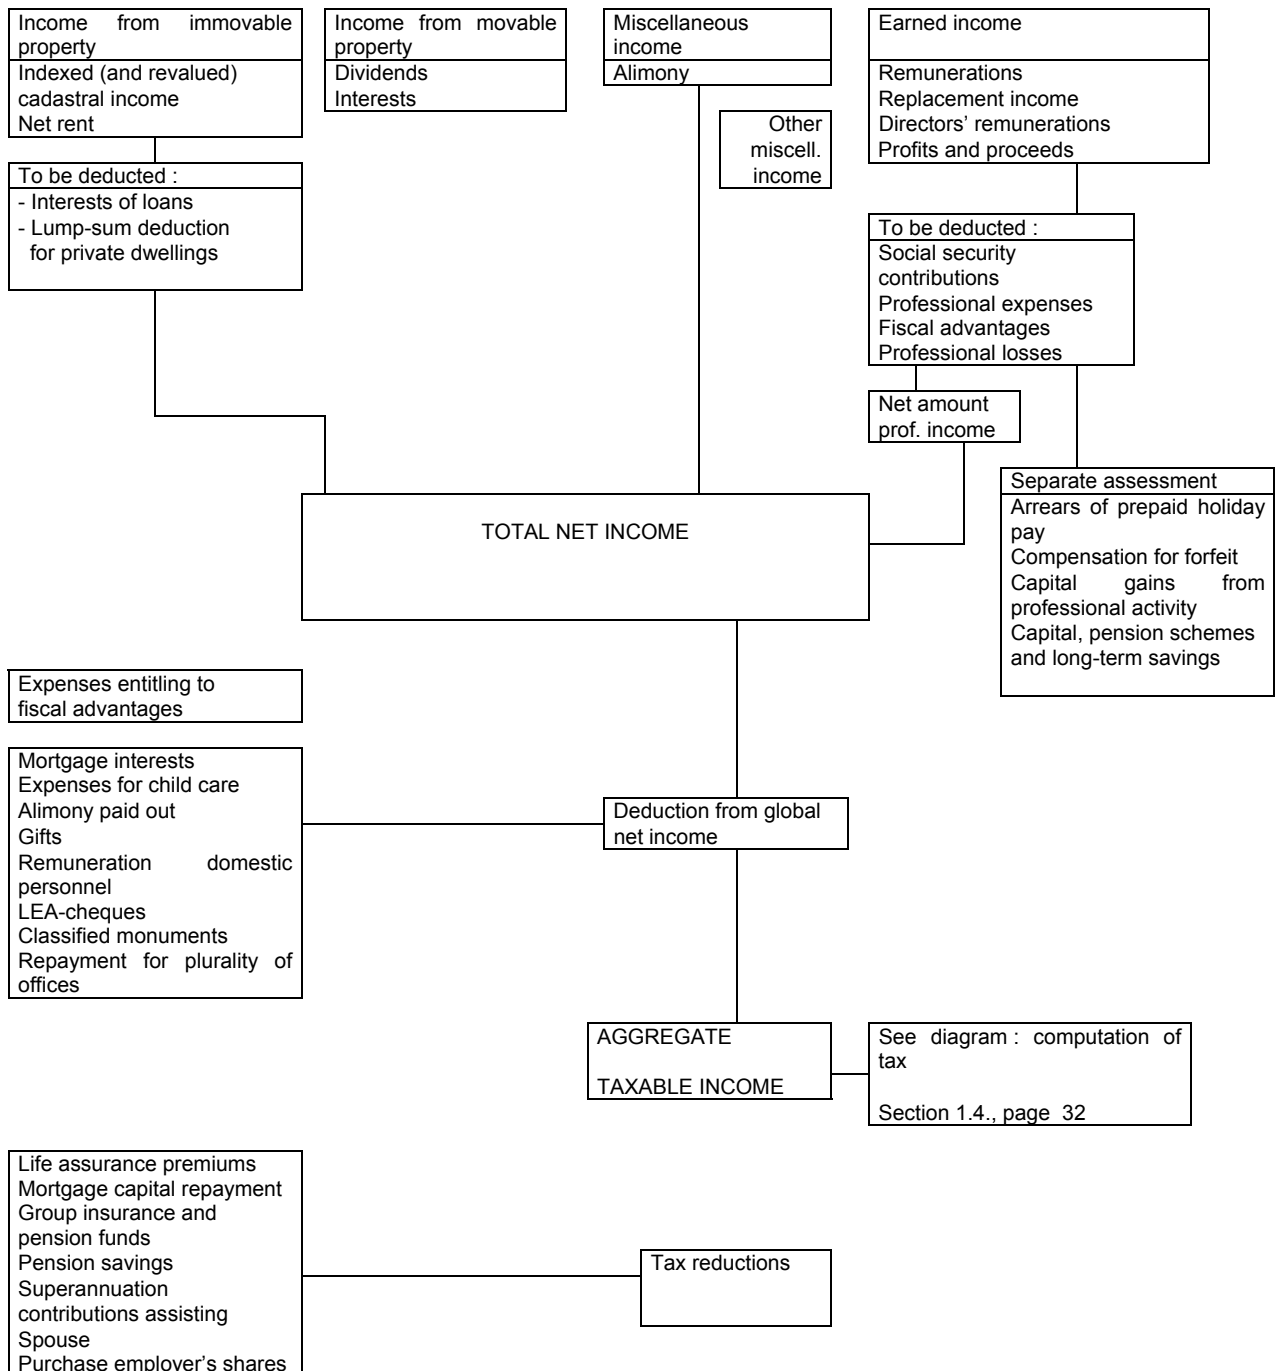 Income from immovable
property
Indexed (and revalued)
cadastral income
Net rent
Income from movable
property
Dividends
Interests
Miscellaneous
income
Alimony
Other
miscell.
income
Earned income
Remunerations
Replacement income
Directors' remunerations
Profits and proceeds
To be deducted :
- Interests of loans
- Lump-sum deduction
for private dwellings
To be deducted :
Social security
contributions
Professional expenses
Fiscal advantages
Professional losses
Net amount
prof. income
Separate assessment
Arrears of prepaid holiday
pay
Compensation for forfeit
Capital gains from
professional activity
Capital, pension schemes
and long-term savings
TOTAL NET INCOME
Expenses entitling to
fiscal advantages
Mortgage interests
Expenses for child care
Alimony paid out
Gifts
Remuneration domestic
personnel
LEA-cheques
Classified monuments
Repayment for plurality of
offices
Deduction from global
net income
AGGREGATE
TAXABLE INCOME
See diagram : computation of
tax
Section 1.4., page 32
Life assurance premiums
Mortgage capital repayment
Group insurance and
pension funds
Pension savings
Superannuation
contributions assisting
Spouse
Purchase employer's shares
Tax reductions